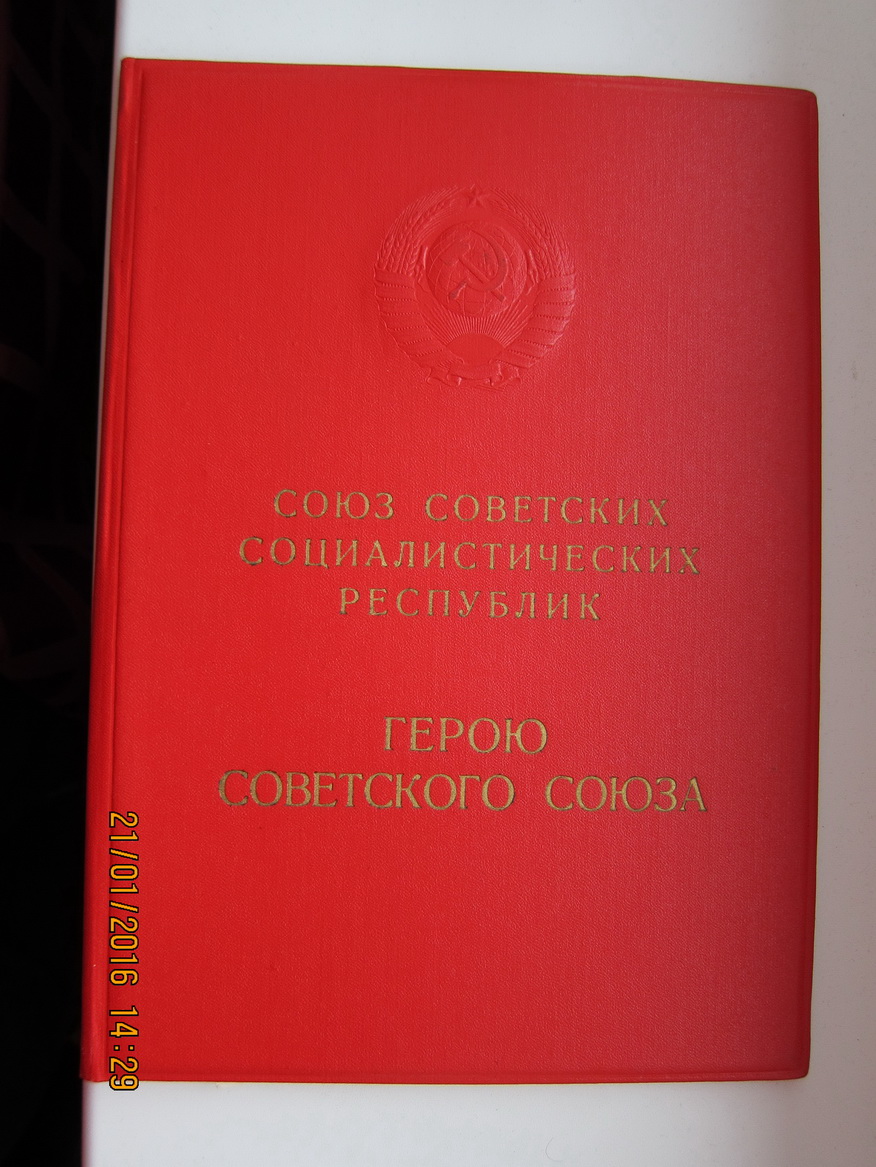 СОЮЗ СОВЕТСКИХ
СОЦИАЛИСТИЧЕСКИХ
РЕСПУБЛИК
ГЕРОЮ
СОВЕТСКОГО СОЮЗА
21/01/2016 14:29